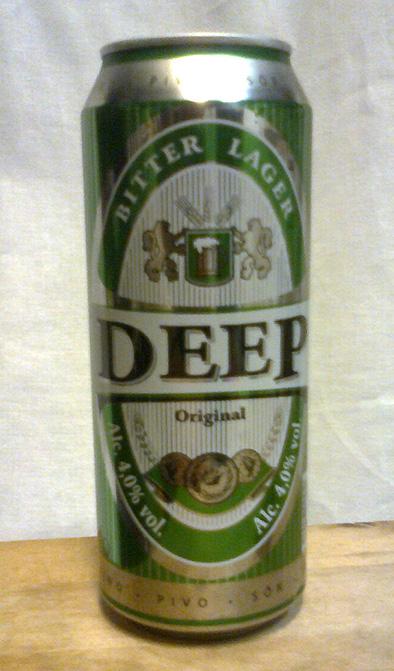 BITTER LAGER
DEEP
Original
Alc. 4,0% vol.
Alc. 4,0% vol.
PIVO · SÖR